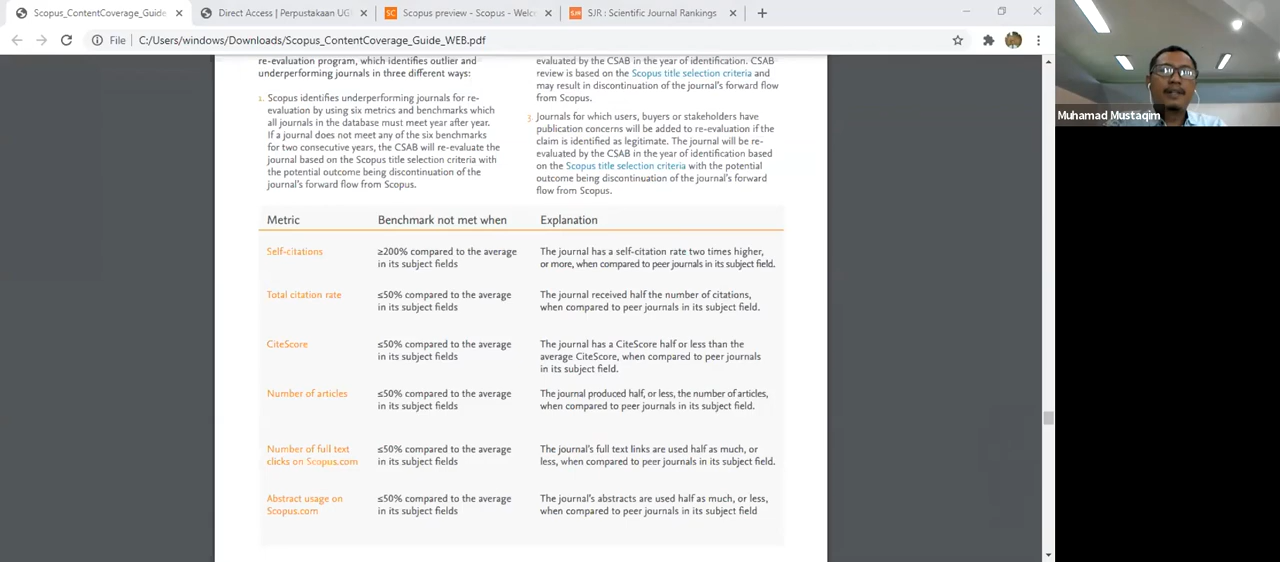 Scopus_ContentCoverage_Guide
Direct Access | Perpustakaan UG
Scopus preview - Scopus - Welc
SJR : Scientific Journal Rankings
File
C:/Users/windows/Downloads/Scopus_ContentCoverage_Guide_WEB.pdf
re-evaluation program, which identifies outlier and
underperforming journals in three different ways:
1. Scopus identifies underperforming journals for re-
evaluation by using six metrics and benchmarks which
all journals in the database must meet year after year.
If a journal does not meet any of the six benchmarks
for two consecutive years, the CSAB will re-evaluate the
journal based on the Scopus title selection criteria with
the potential outcome being discontinuation of the
journal's forward flow from Scopus.
evaluated by the CSAB in the year of identification. CSAB
review is based on the Scopus title selection criteria and
may result in discontinuation of the journal's forward flow
from Scopus.
3. Journals for which users, buyers or stakeholders have
publication concerns will be added to re-evaluation if the
claim is identified as legitimate. The journal will be re-
evaluated by the CSAB in the year of identification based
on the Scopus title selection criteria with the potential
outcome being discontinuation of the journal's forward
flow from Scopus.
Metric Benchmark not met when Explanation
Self-citations ≥200% compared to the average The journal has a self-citation rate two times higher,
in its subject fields or more, when compared to peer journals in its subject field.
Total citation rate ≤50% compared to the average The journal received half the number of citations,
in its subject fields when compared to peer journals in its subject field.
CiteScore ≤50% compared to the average The journal has a CiteScore half or less than the
in its subject fields average CiteScore, when compared to peer journals
in its subject field.
Number of articles ≤50% compared to the average The journal produced half, or less, the number of articles,
in its subject fields when compared to peer journals in its subject field.
Number of full text ≤50% compared to the average The journal's full text links are used half as much, or
clicks on Scopus.com in its subject fields less, when compared to peer journals in its subject field.
Abstract usage on ≤50% compared to the average The journal's abstracts are used half as much, or less,
Scopus.com in its subject fields when compared to peer journals in its subject field
Muhamad Mustaqim